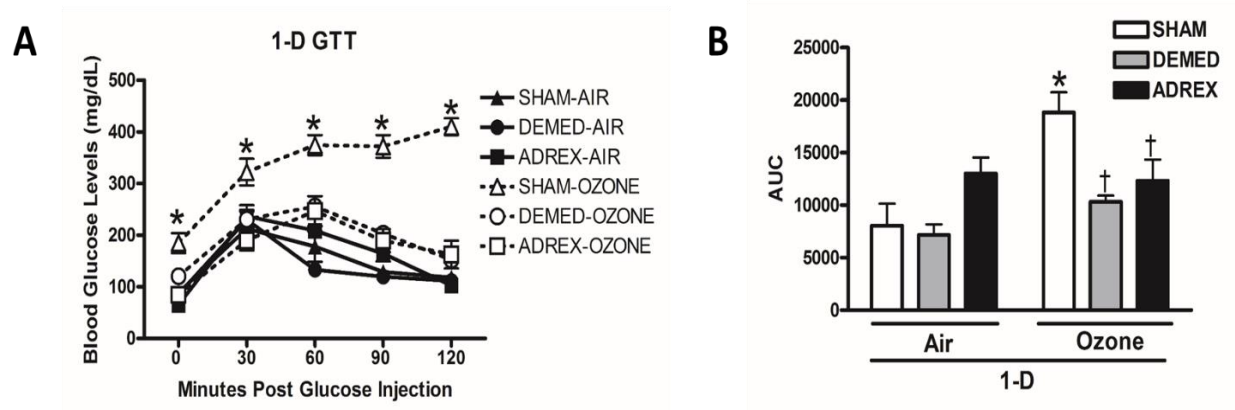 A
1-D GTT
Blood Glucose Levels (mg/dL)
500
400
300
200
100
0
* * * * *
0 30 60 90 120
Minutes Post Glucose Injection
SHAM-AIR
DEMED-AIR
ADREX-AIR
SHAM-OZONE
DEMED-OZONE
ADREX-OZONE
B
SHAM
DEMED
ADREX
AUC
25000
20000
15000
10000
5000
0
* † †
Air Ozone
1-D